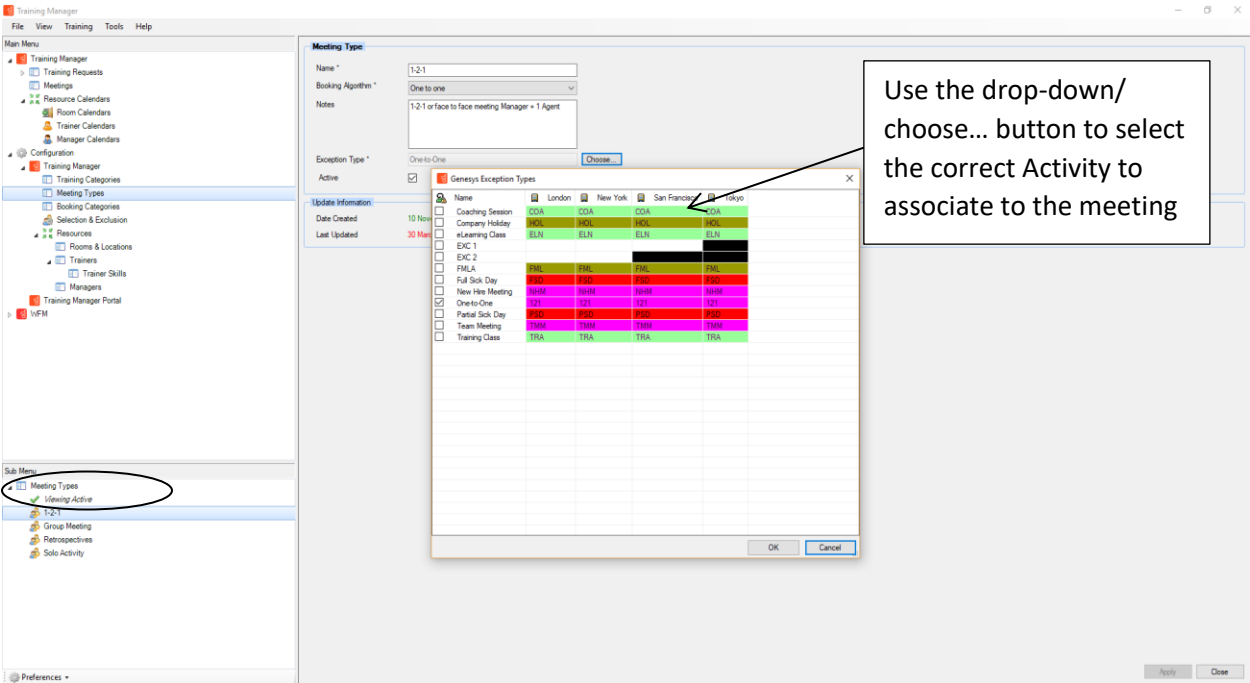 Training Manager
File View Training Tools Help
Main Menu
Training Manager
Training Requests
Meetings
Resource Calendars
Room Calendars
Trainer Calendars
Manager Calendars
Configuration
Training Manager
Training Categories
Meeting Types
Booking Categories
Selection & Exclusion
Resources
Rooms & Locations
Trainers
Trainer Skills
Managers
Training Manager Portal
WFM
Sub Menu
Meeting Types
Viewing Active
1-2-1
Group Meeting
Retrospectives
Solo Activity
Preferences
Meeting Type
Name * 1-2-1
Booking Algorithm * One to one
Notes 1-2-1 or face to face meeting Manager + 1 Agent
Exception Type * One-to-One Choose...
Active
Update Information
Date Created 10 Nov
Last Updated 30 Marc
Genesys Exception Types
Name London New York San Francisco Tokyo
Coaching Session COA COA COA COA
Company Holiday HOL HOL HOL HOL
eLearning Class ELN ELN ELN ELN
EXC 1
EXC 2
FMLA FML FML FML FML
Full Sick Day FSD FSD FSD FSD
New Hire Meeting NHM NHM NHM NHM
One-to-One 121 121 121 121
Partial Sick Day PSD PSD PSD PSD
Team Meeting TMM TMM TMM TMM
Training Class TRA TRA TRA TRA
OK Cancel
Use the drop-down/
choose… button to select
the correct Activity to
associate to the meeting
Apply Close